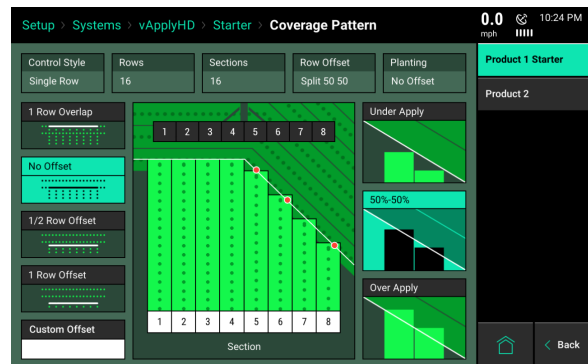 Setup > Systems > vApplyHD > Starter > Coverage Pattern
0.0
mph
10:24 PM
Control Style
Single Row
Rows
16
Sections
16
Row Offset
Split 50 50
Planting
No Offset
Product 1 Starter
Product 2
1 Row Overlap
No Offset
1/2 Row Offset
1 Row Offset
Custom Offset
1 2 3 4 5 6 7 8
1 2 3 4 5 6 7 8
Section
Under Apply
50%-50%
Over Apply
< Back